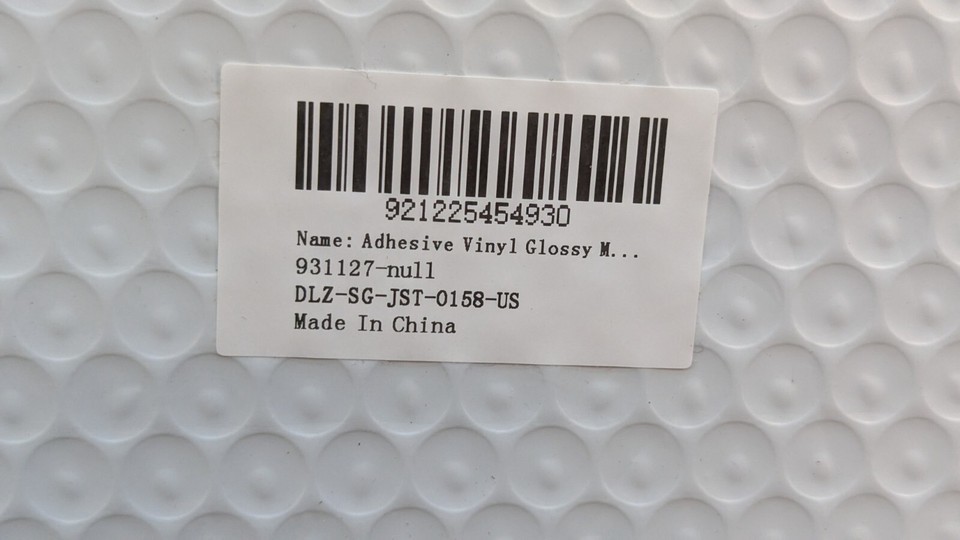 921225454930
Name: Adhesive Vinyl Glossy M...
931127-null
DLZ-SG-JST-0158-US
Made In China